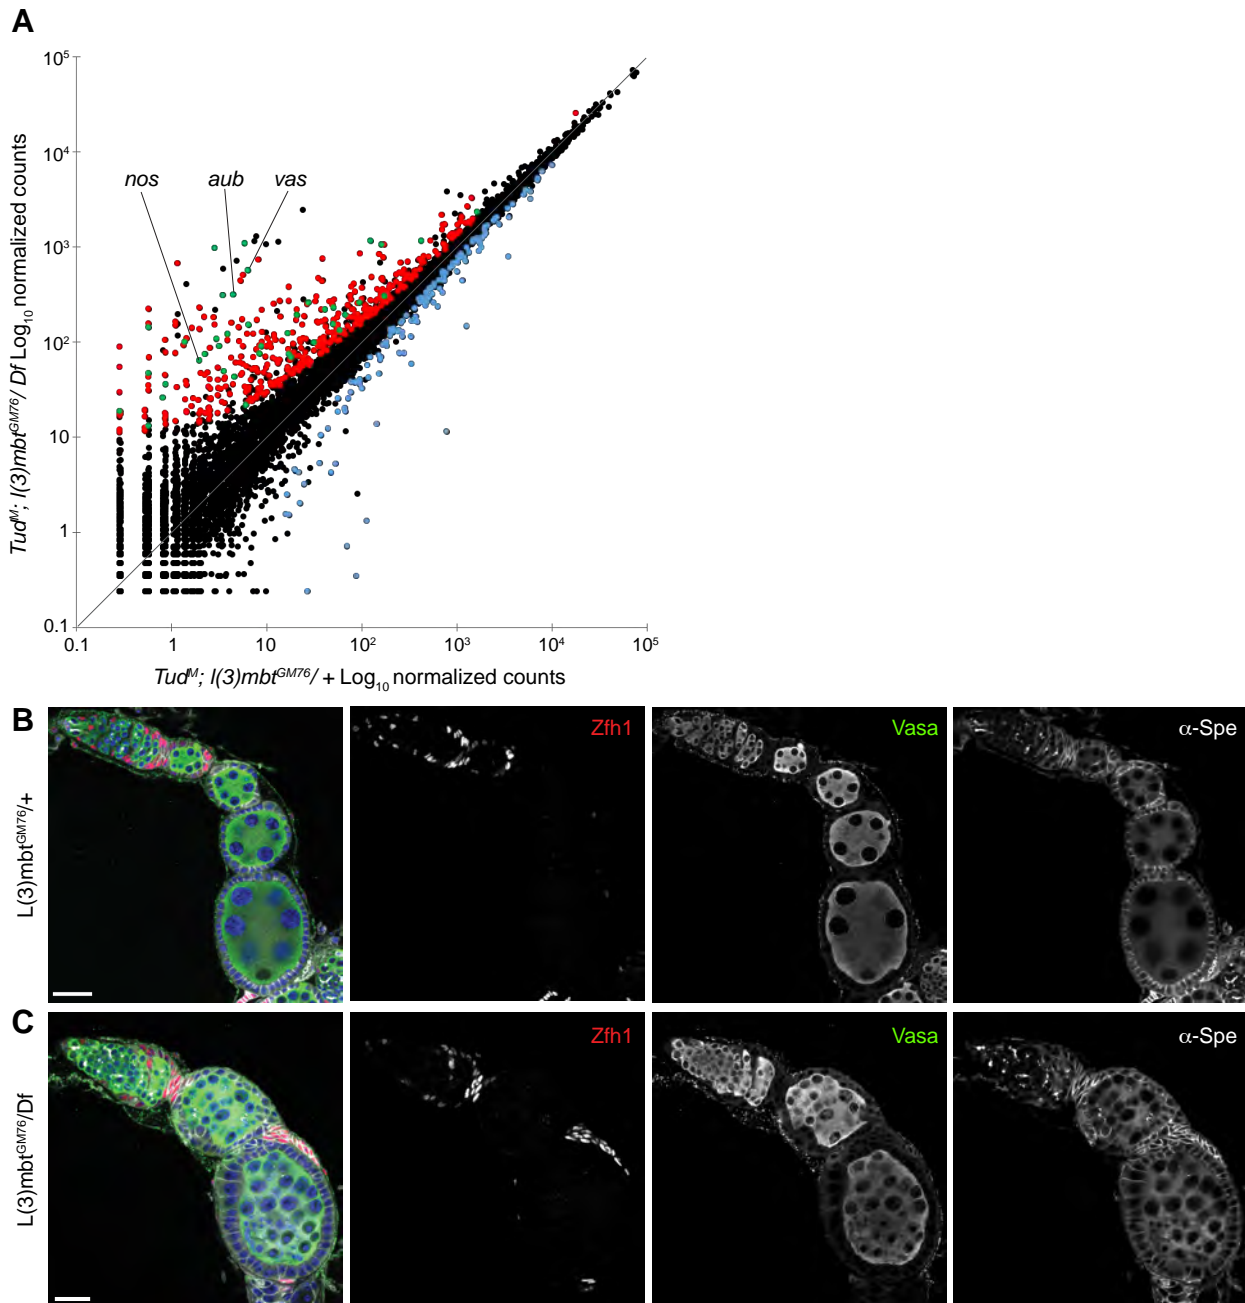 A
10⁵
10⁴
10³
10²
10
1
0.1
0.1
1
10
10²
10³
10⁴
10⁵
nos
aub
vas
Tudᴹ; l(3)mbtᴳᴹ⁷⁶/ Df Log₁₀ normalized counts
Tudᴹ; l(3)mbtᴳᴹ⁷⁶/ + Log₁₀ normalized counts
B
L(3)mbtᴳᴹ⁷⁶/+
Zfh1
Vasa
α-Spe
C
L(3)mbtᴳᴹ⁷⁶/Df
Zfh1
Vasa
α-Spe